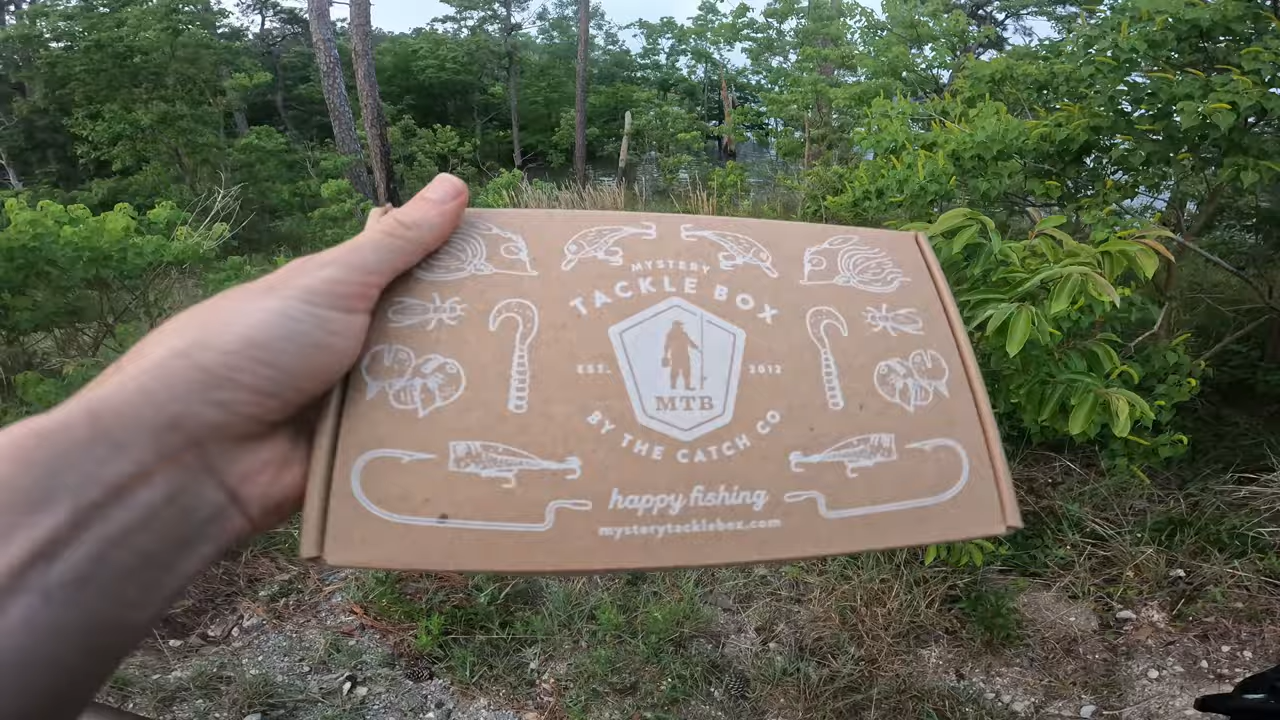 MYSTERY
TACKLE BOX
EST. 2012
MTB
BY THE CATCH CO
happy fishing
mysterytacklebox.com